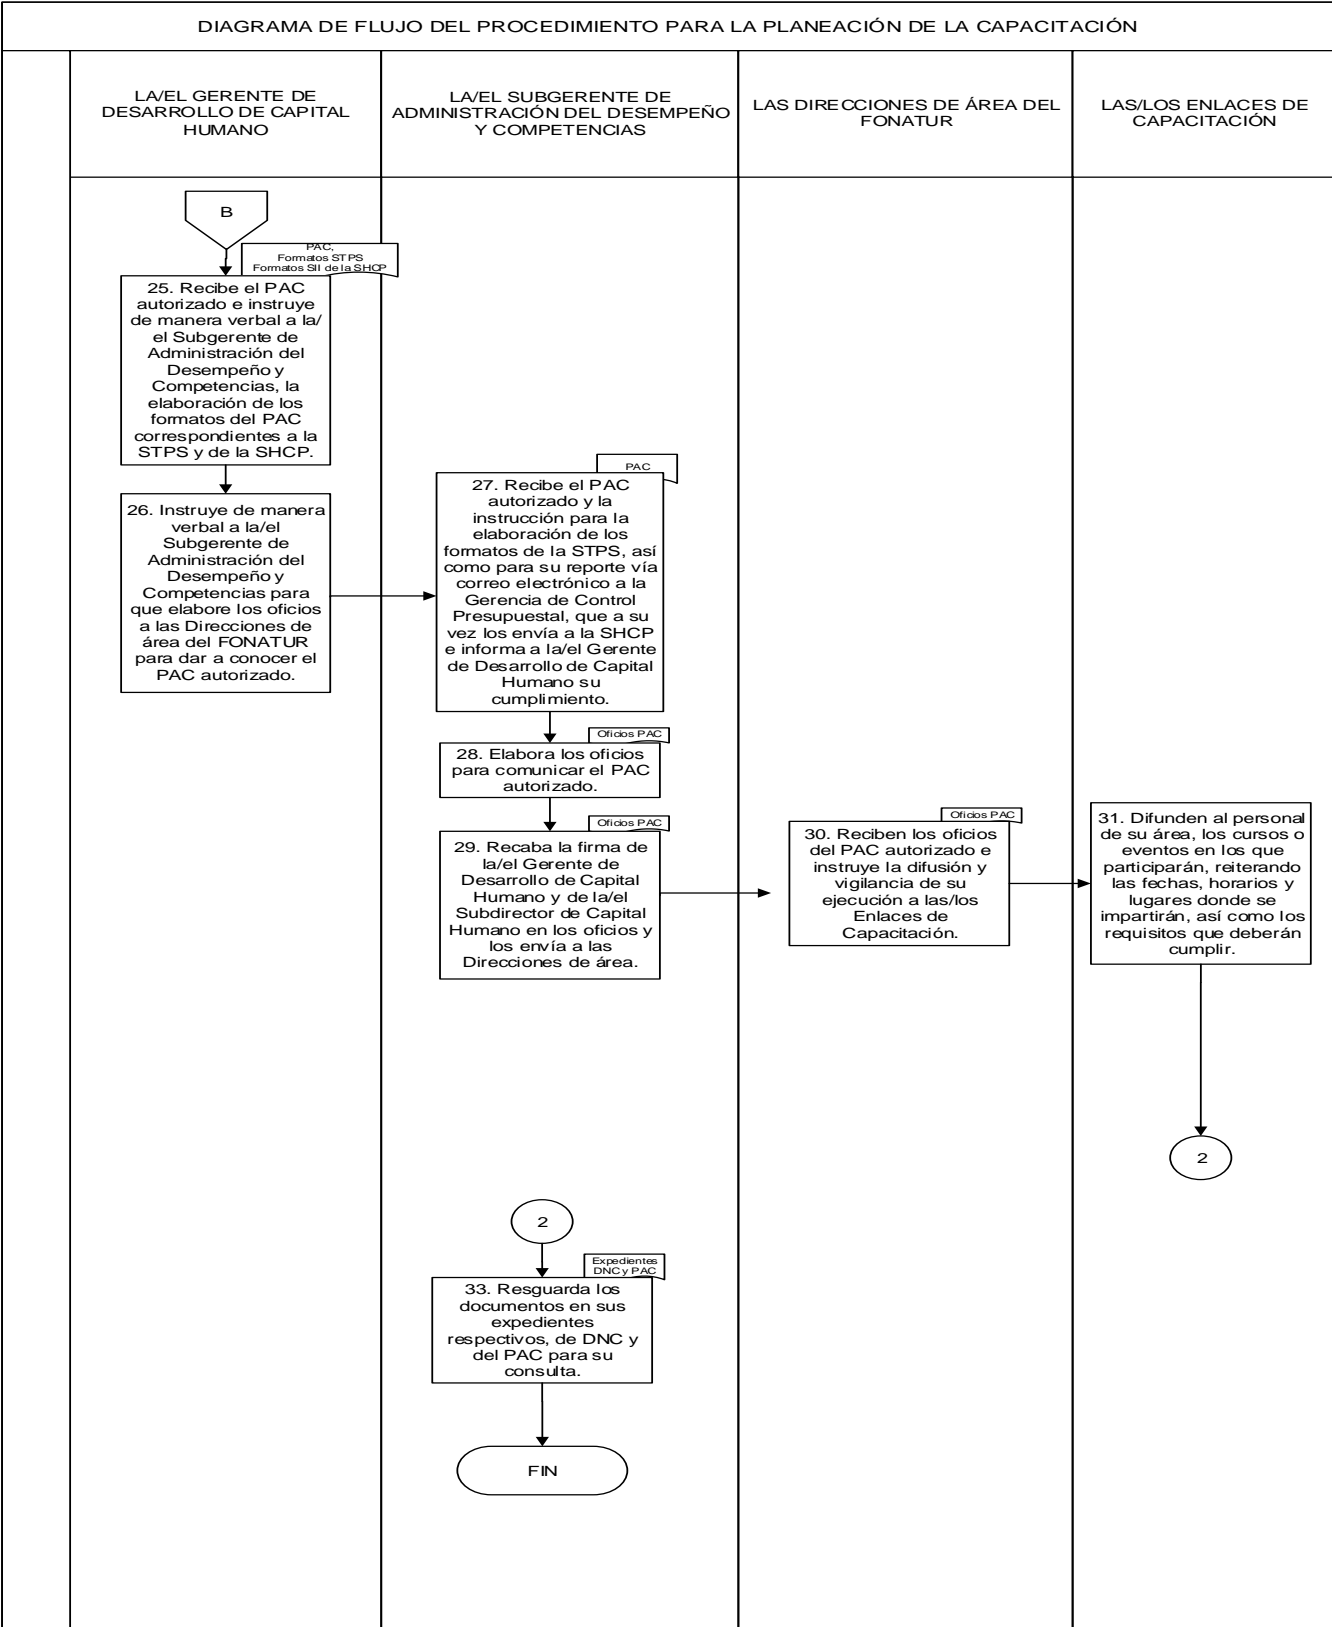 DIAGRAMA DE FLUJO DEL PROCEDIMIENTO PARA LA PLANEACIÓN DE LA CAPACITACIÓN
LA/EL GERENTE DE
DESARROLLO DE CAPITAL
HUMANO
LA/EL SUBGERENTE DE
ADMINISTRACIÓN DEL DESEMPEÑO
Y COMPETENCIAS
LAS DIRECCIONES DE ÁREA DEL
FONATUR
LAS/LOS ENLACES DE
CAPACITACIÓN
B
PAC,
Formatos STPS
Formatos SII de la SHCP
25. Recibe el PAC
autorizado e instruye
de manera verbal a la/
el Subgerente de
Administración del
Desempeño y
Competencias, la
elaboración de los
formatos del PAC
correspondientes a la
STPS y de la SHCP.
26. Instruye de manera
verbal a la/el
Subgerente de
Administración del
Desempeño y
Competencias para
que elabore los oficios
a las Direcciones de
área del FONATUR
para dar a conocer el
PAC autorizado.
PAC
27. Recibe el PAC
autorizado y la
instrucción para la
elaboración de los
formatos de la STPS, así
como para su reporte vía
correo electrónico a la
Gerencia de Control
Presupuestal, que a su
vez los envía a la SHCP
e informa a la/el Gerente
de Desarrollo de Capital
Humano su
cumplimiento.
Oficios PAC
28. Elabora los oficios
para comunicar el PAC
autorizado.
Oficios PAC
29. Recaba la firma de
la/el Gerente de
Desarrollo de Capital
Humano y de la/el
Subdirector de Capital
Humano en los oficios y
los envía a las
Direcciones de área.
Oficios PAC
30. Reciben los oficios
del PAC autorizado e
instruye la difusión y
vigilancia de su
ejecución a las/los
Enlaces de
Capacitación.
31. Difunden al personal
de su área, los cursos o
eventos en los que
participarán, reiterando
las fechas, horarios y
lugares donde se
impartirán, así como los
requisitos que deberán
cumplir.
2
2
Expedientes
DNC y PAC
33. Resguarda los
documentos en sus
expedientes
respectivos, de DNC y
del PAC para su
consulta.
FIN